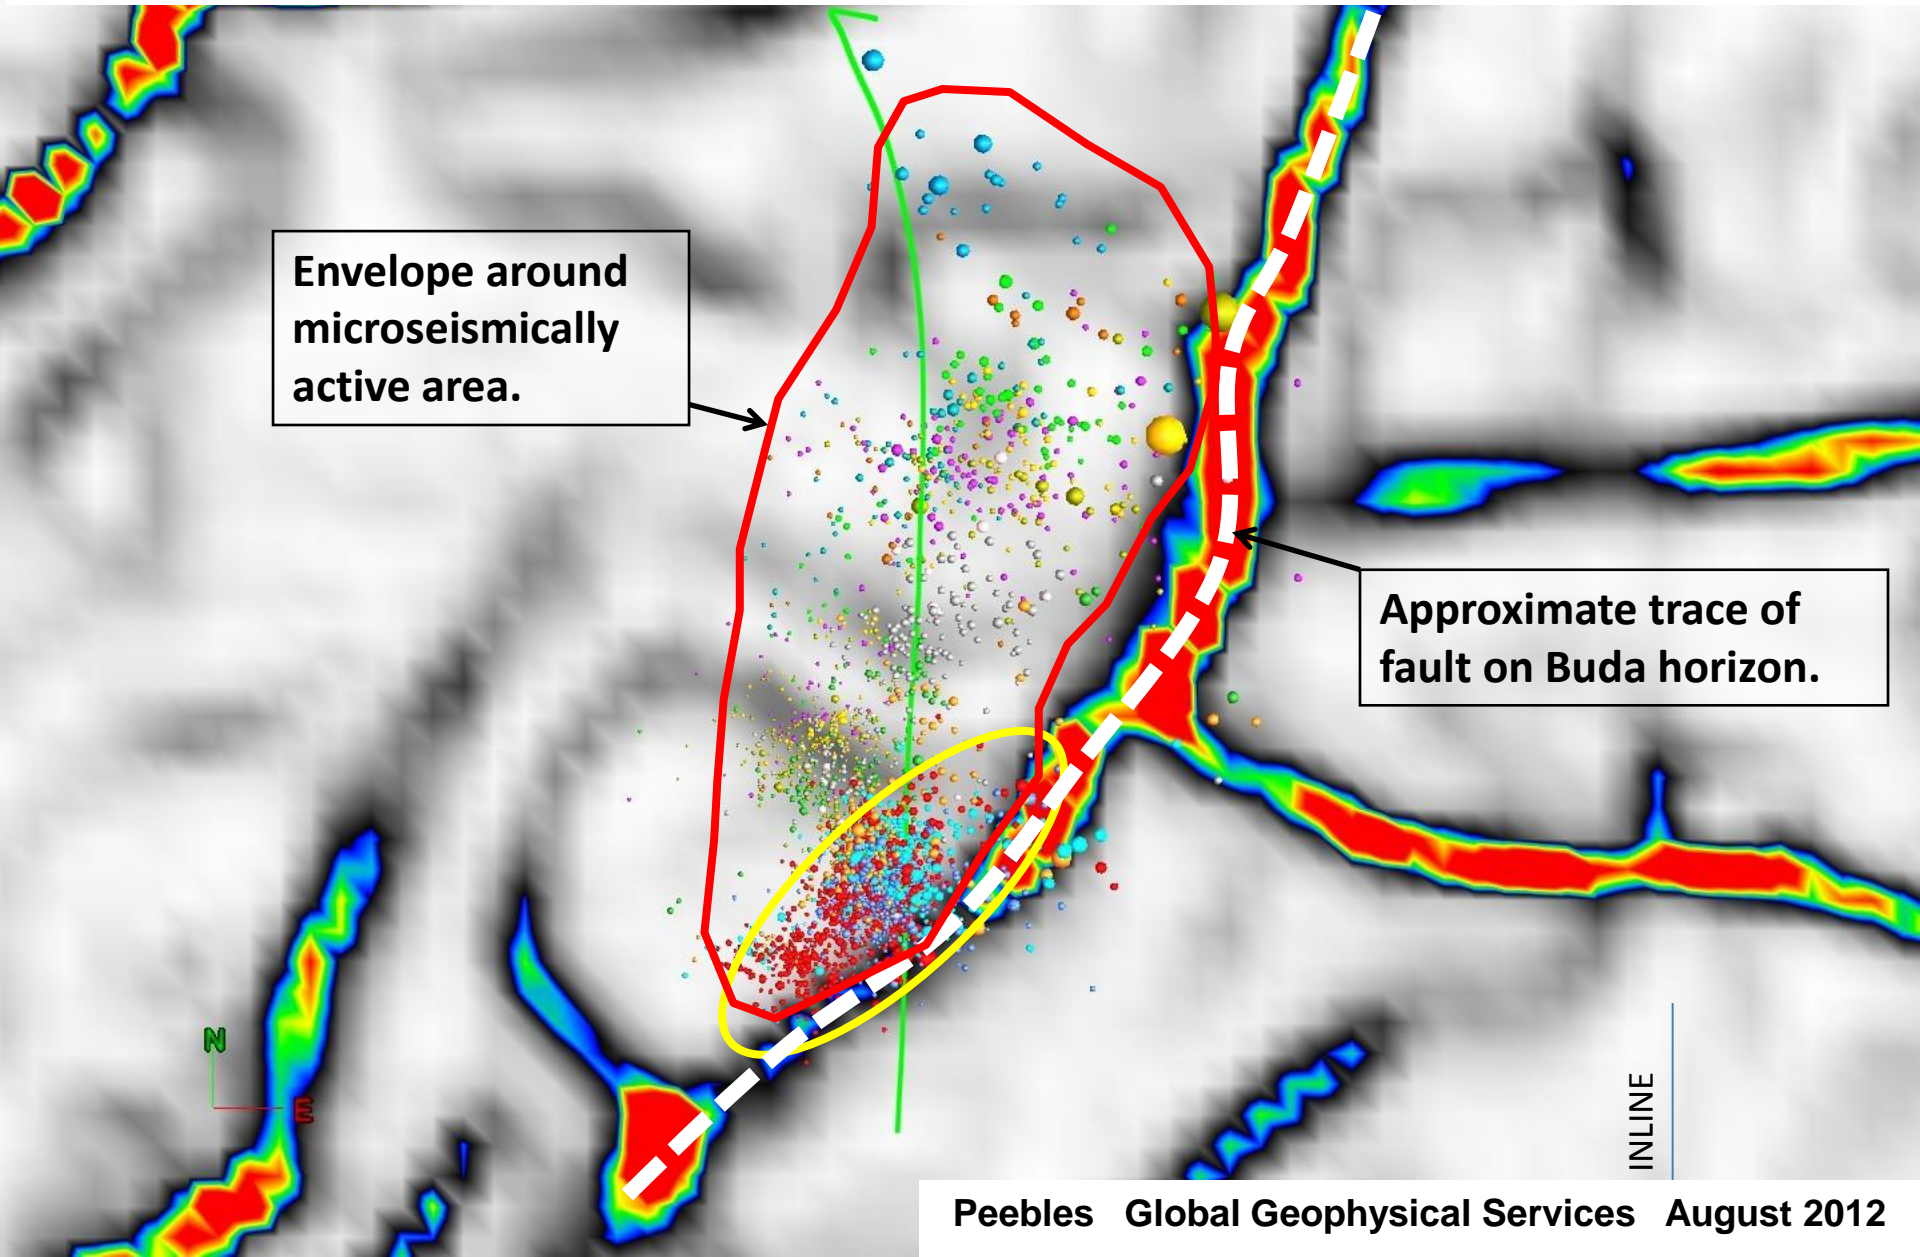 Envelope around
microseismically
active area.
Approximate trace of
fault on Buda horizon.
N
E
INLINE
Peebles Global Geophysical Services August 2012